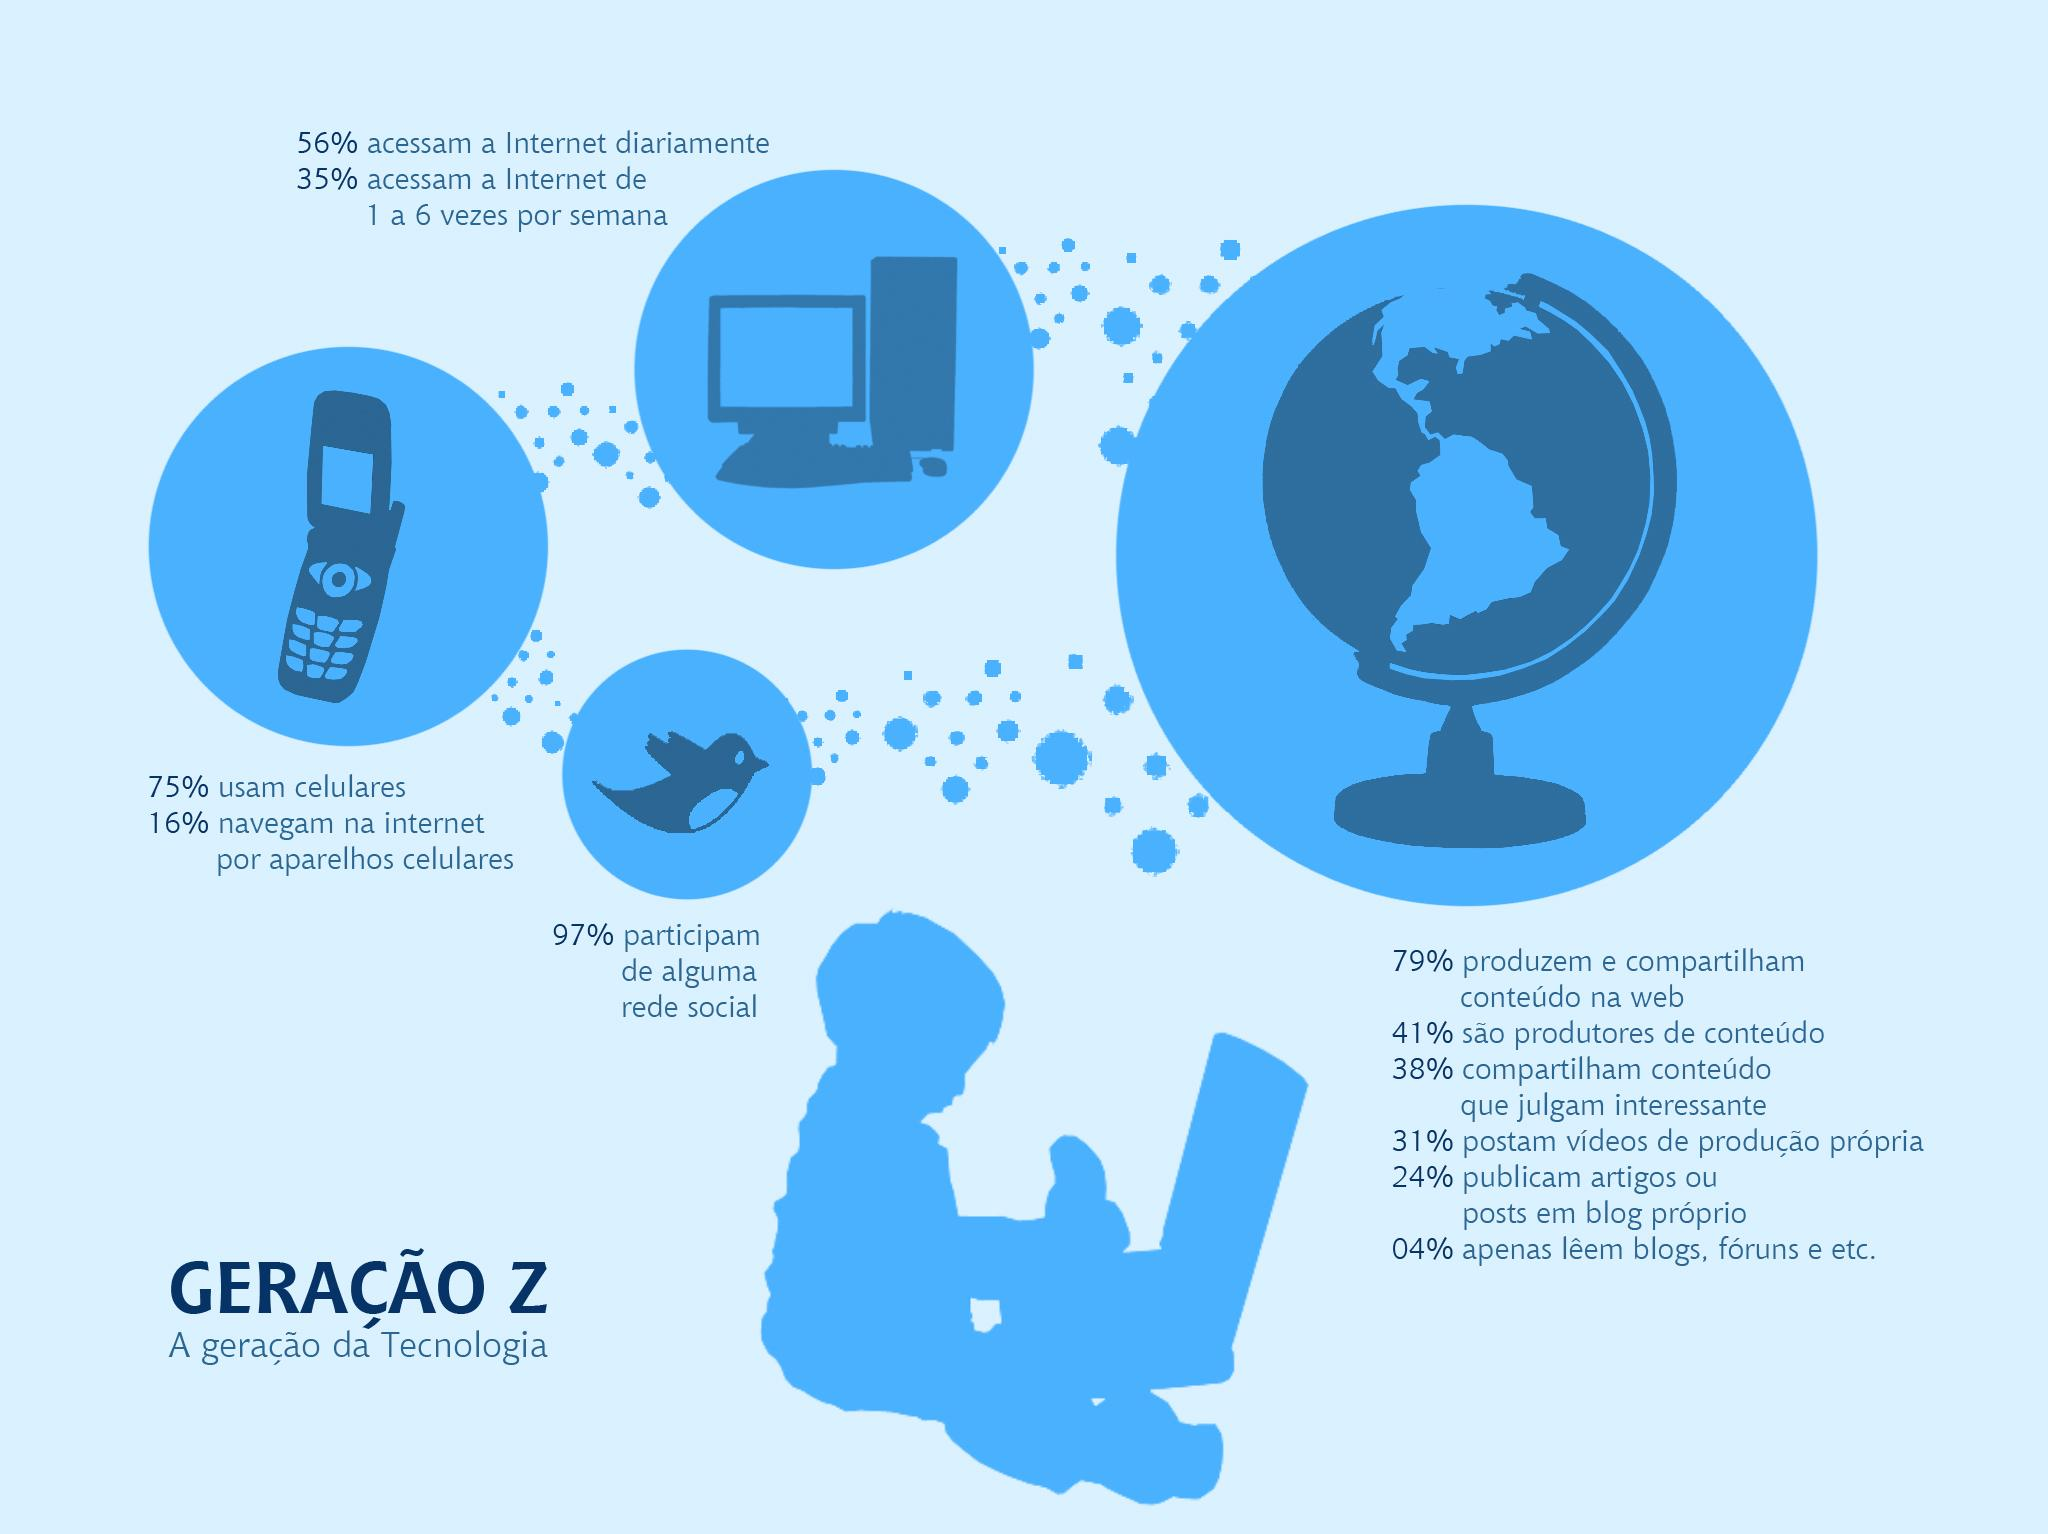 56% acessam a Internet diariamente
35% acessam a Internet de
1 a 6 vezes por semana
75% usam celulares
16% navegam na internet
por aparelhos celulares
97% participam
de alguma
rede social
79% produzem e compartilham
conteúdo na web
41% são produtores de conteúdo
38% compartilham conteúdo
que julgam interessante
31% postam vídeos de produção própria
24% publicam artigos ou
posts em blog próprio
04% apenas lêem blogs, fóruns e etc.
GERAÇÃO Z
A geração da Tecnologia